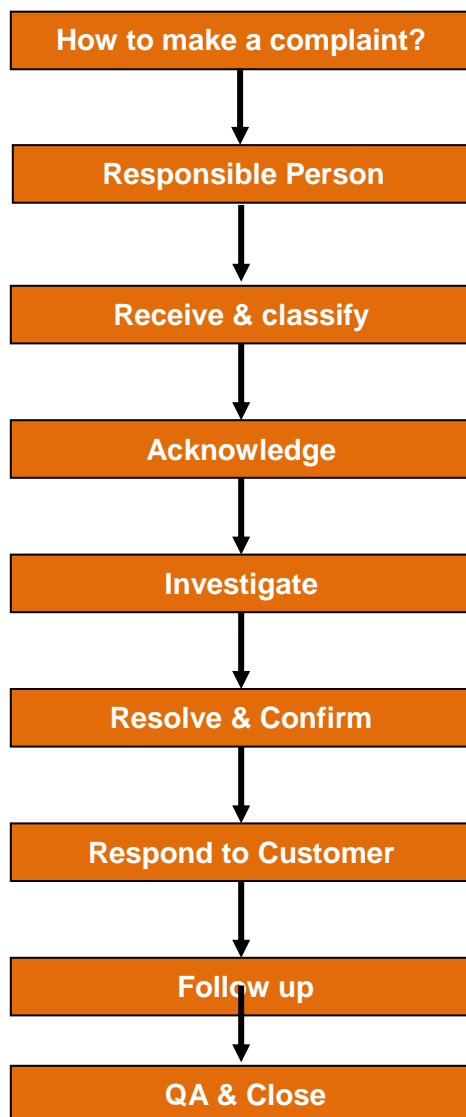 How to make a complaint?
Responsible Person
Receive & classify
Acknowledge
Investigate
Resolve & Confirm
Respond to Customer
Follow up
QA & Close